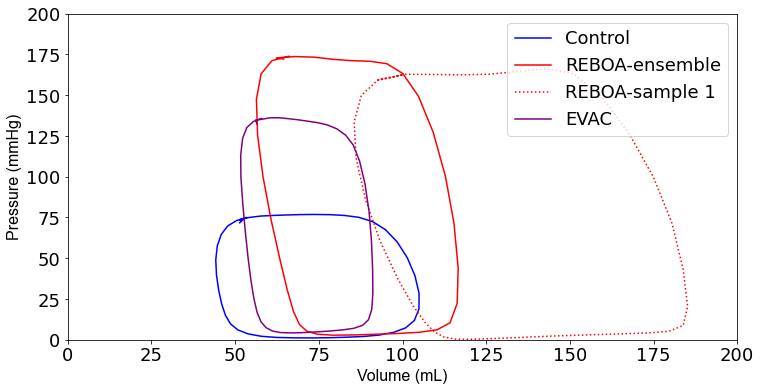 200
175
150
125
100
75
50
25
0
Pressure (mmHg)
Control
REBOA-ensemble
REBOA-sample 1
EVAC
0 25 50 75 100 125 150 175 200
Volume (mL)